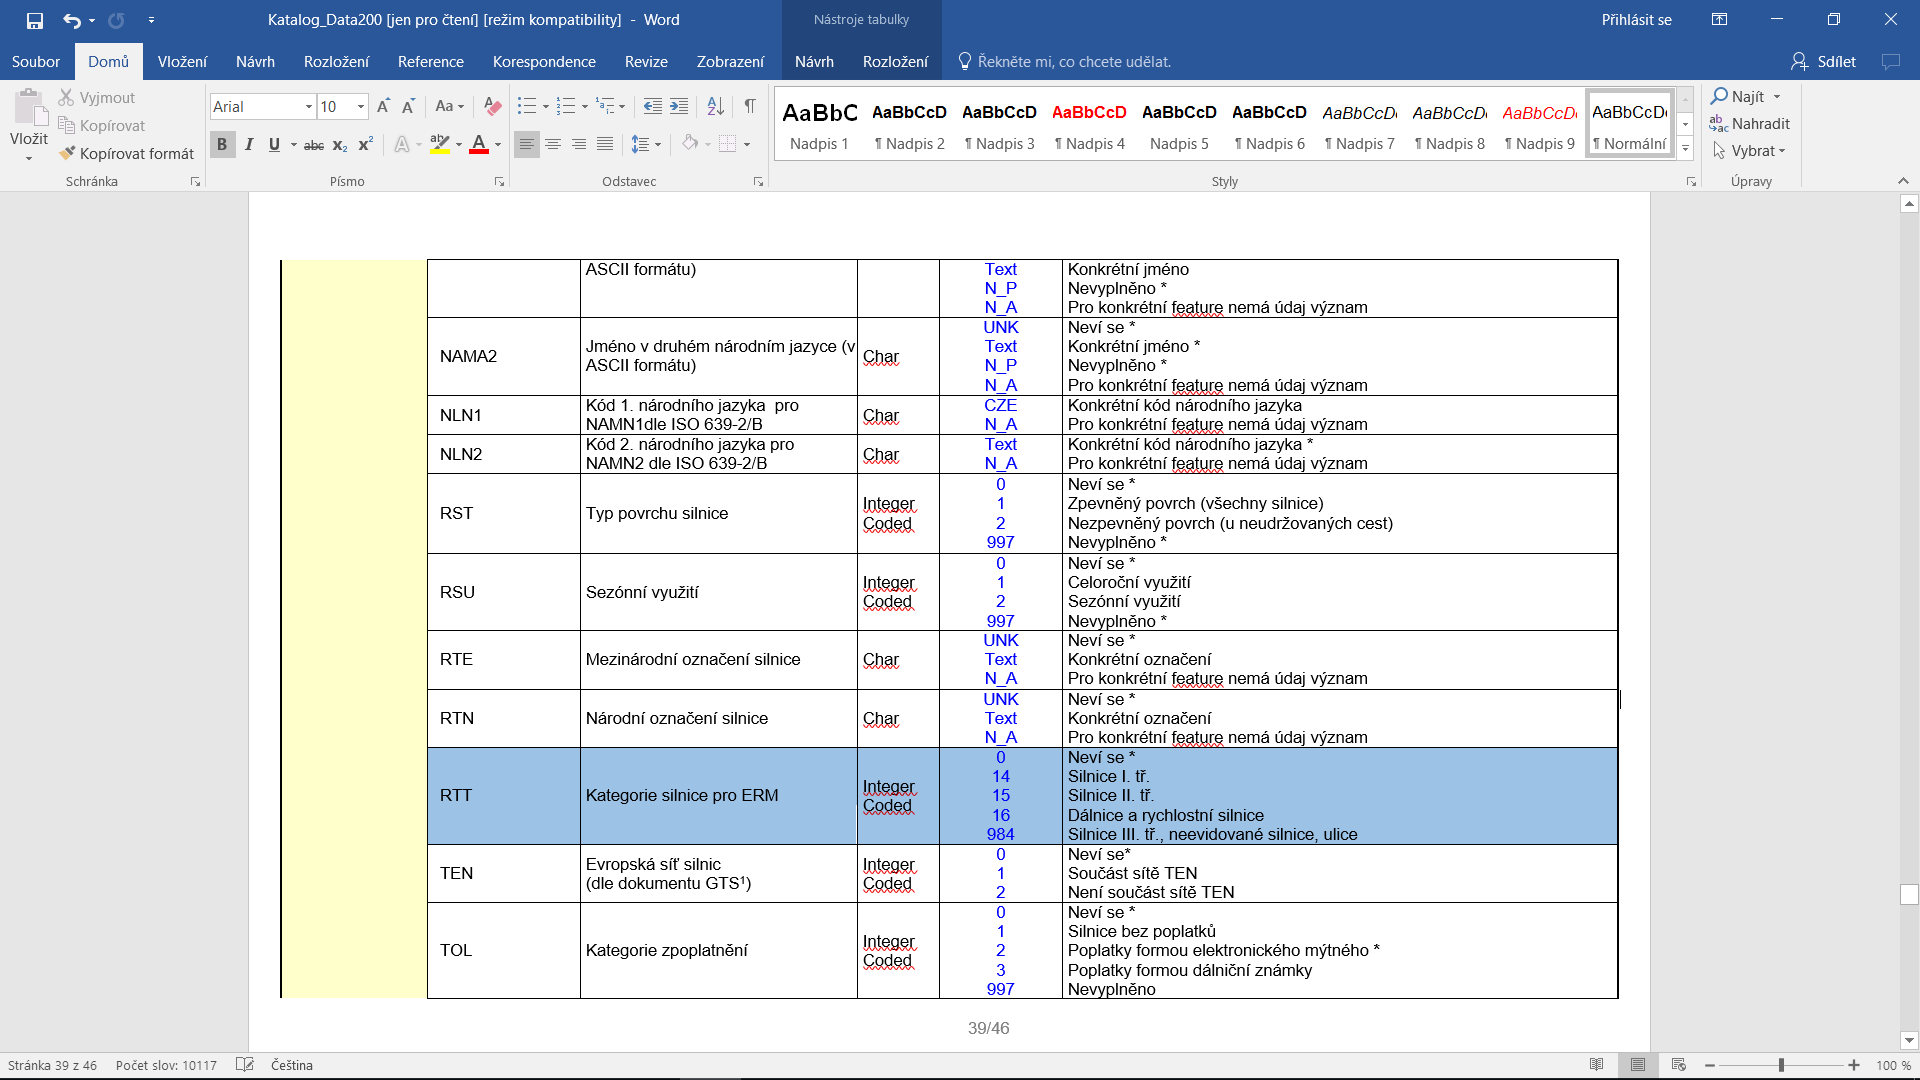 Katalog_Data200 [jen pro čtení] [režim kompatibility] - Word
Nástroje tabulky
Přihlásit se
Soubor
Domů
Vložení
Návrh
Rozložení
Reference
Korespondence
Revize
Zobrazení
Návrh
Rozložení
Řekněte mi, co chcete udělat.
Sdílet
Vložit
Vyjmout
Kopírovat
Kopírovat formát
Schránka
Arial
10
Aa
B I U abc x₂ x²
A
ab
A
Písmo
Odstavec
AaBbC
AaBbCcD
AaBbCcD
AaBbCcD
AaBbCcD
AaBbCcD
AaBbCcDı
AaBbCcDı
AaBbCcDı
AaBbCcDı
Nadpis 1
¶ Nadpis 2
¶ Nadpis 3
¶ Nadpis 4
Nadpis 5
¶ Nadpis 6
¶ Nadpis 7
¶ Nadpis 8
¶ Nadpis 9
¶ Normální
Styly
Najít
Nahradit
Vybrat
Úpravy
ASCII formátu)
Text
Konkrétní jméno
N_P
Nevyplněno *
N_A
Pro konkrétní feature nemá údaj význam
NAMA2
Jméno v druhém národním jazyce (v
ASCII formátu)
Char
UNK
Neví se *
Text
Konkrétní jméno *
N_P
Nevyplněno *
N_A
Pro konkrétní feature nemá údaj význam
NLN1
Kód 1. národního jazyka  pro
NAMN1dle ISO 639-2/B
Char
CZE
Konkrétní kód národního jazyka
N_A
Pro konkrétní feature nemá údaj význam
NLN2
Kód 2. národního jazyka pro
NAMN2 dle ISO 639-2/B
Char
Text
Konkrétní kód národního jazyka *
N_A
Pro konkrétní feature nemá údaj význam
RST
Typ povrchu silnice
Integer
Coded
0
Neví se *
1
Zpevněný povrch (všechny silnice)
2
Nezpevněný povrch (u neudržovaných cest)
997
Nevyplněno *
RSU
Sezónní využití
Integer
Coded
0
Neví se *
1
Celoroční využití
2
Sezónní využití
997
Nevyplněno *
RTE
Mezinárodní označení silnice
Char
UNK
Neví se *
Text
Konkrétní označení
N_A
Pro konkrétní feature nemá údaj význam
RTN
Národní označení silnice
Char
UNK
Neví se *
Text
Konkrétní označení
N_A
Pro konkrétní feature nemá údaj význam
RTT
Kategorie silnice pro ERM
Integer
Coded
0
Neví se *
14
Silnice I. tř.
15
Silnice II. tř.
16
Dálnice a rychlostní silnice
984
Silnice III. tř., neevidované silnice, ulice
TEN
Evropská síť silnic
(dle dokumentu GTS¹)
Integer
Coded
0
Neví se*
1
Součást sítě TEN
2
Není součást sítě TEN
TOL
Kategorie zpoplatnění
Integer
Coded
0
Neví se *
1
Silnice bez poplatků
2
Poplatky formou elektronického mýtného *
3
Poplatky formou dálniční známky
997
Nevyplněno
39/46
Stránka 39 z 46
Počet slov: 10117
Čeština
100 %